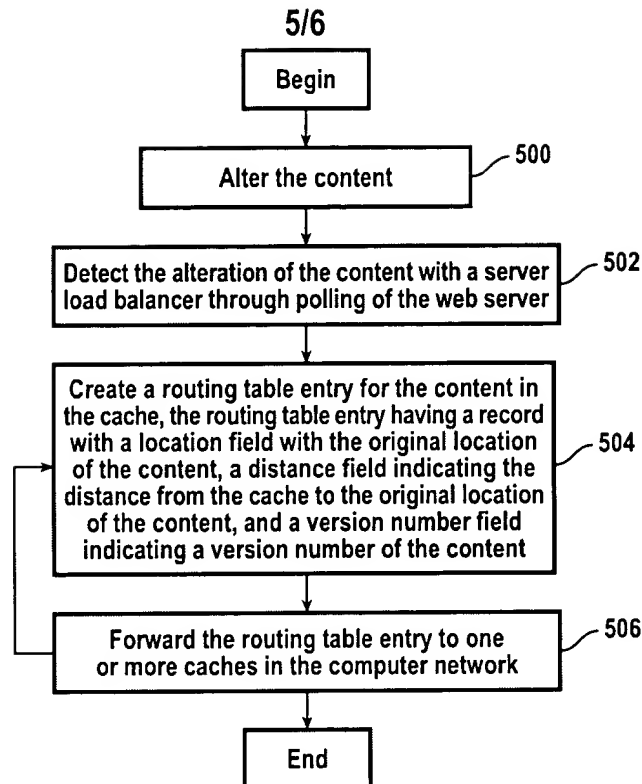 5/6
Begin
Alter the content
500
Detect the alteration of the content with a server
load balancer through polling of the web server
502
Create a routing table entry for the content in
the cache, the routing table entry having a record
with a location field with the original location
of the content, a distance field indicating the
distance from the cache to the original location
of the content, and a version number field
indicating a version number of the content
504
Forward the routing table entry to one
or more caches in the computer network
506
End